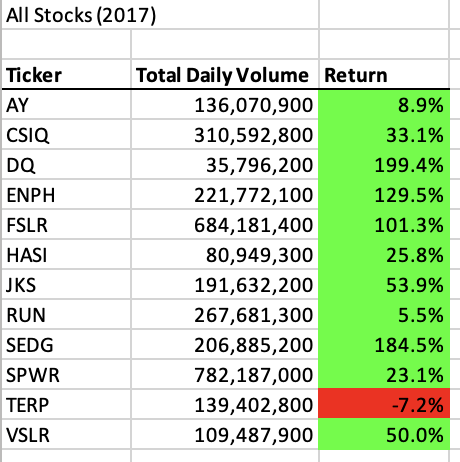 All Stocks (2017)
Ticker Total Daily Volume Return
AY 136,070,900 8.9%
CSIQ 310,592,800 33.1%
DQ 35,796,200 199.4%
ENPH 221,772,100 129.5%
FSLR 684,181,400 101.3%
HASI 80,949,300 25.8%
JKS 191,632,200 53.9%
RUN 267,681,300 5.5%
SEDG 206,885,200 184.5%
SPWR 782,187,000 23.1%
TERP 139,402,800 -7.2%
VSLR 109,487,900 50.0%